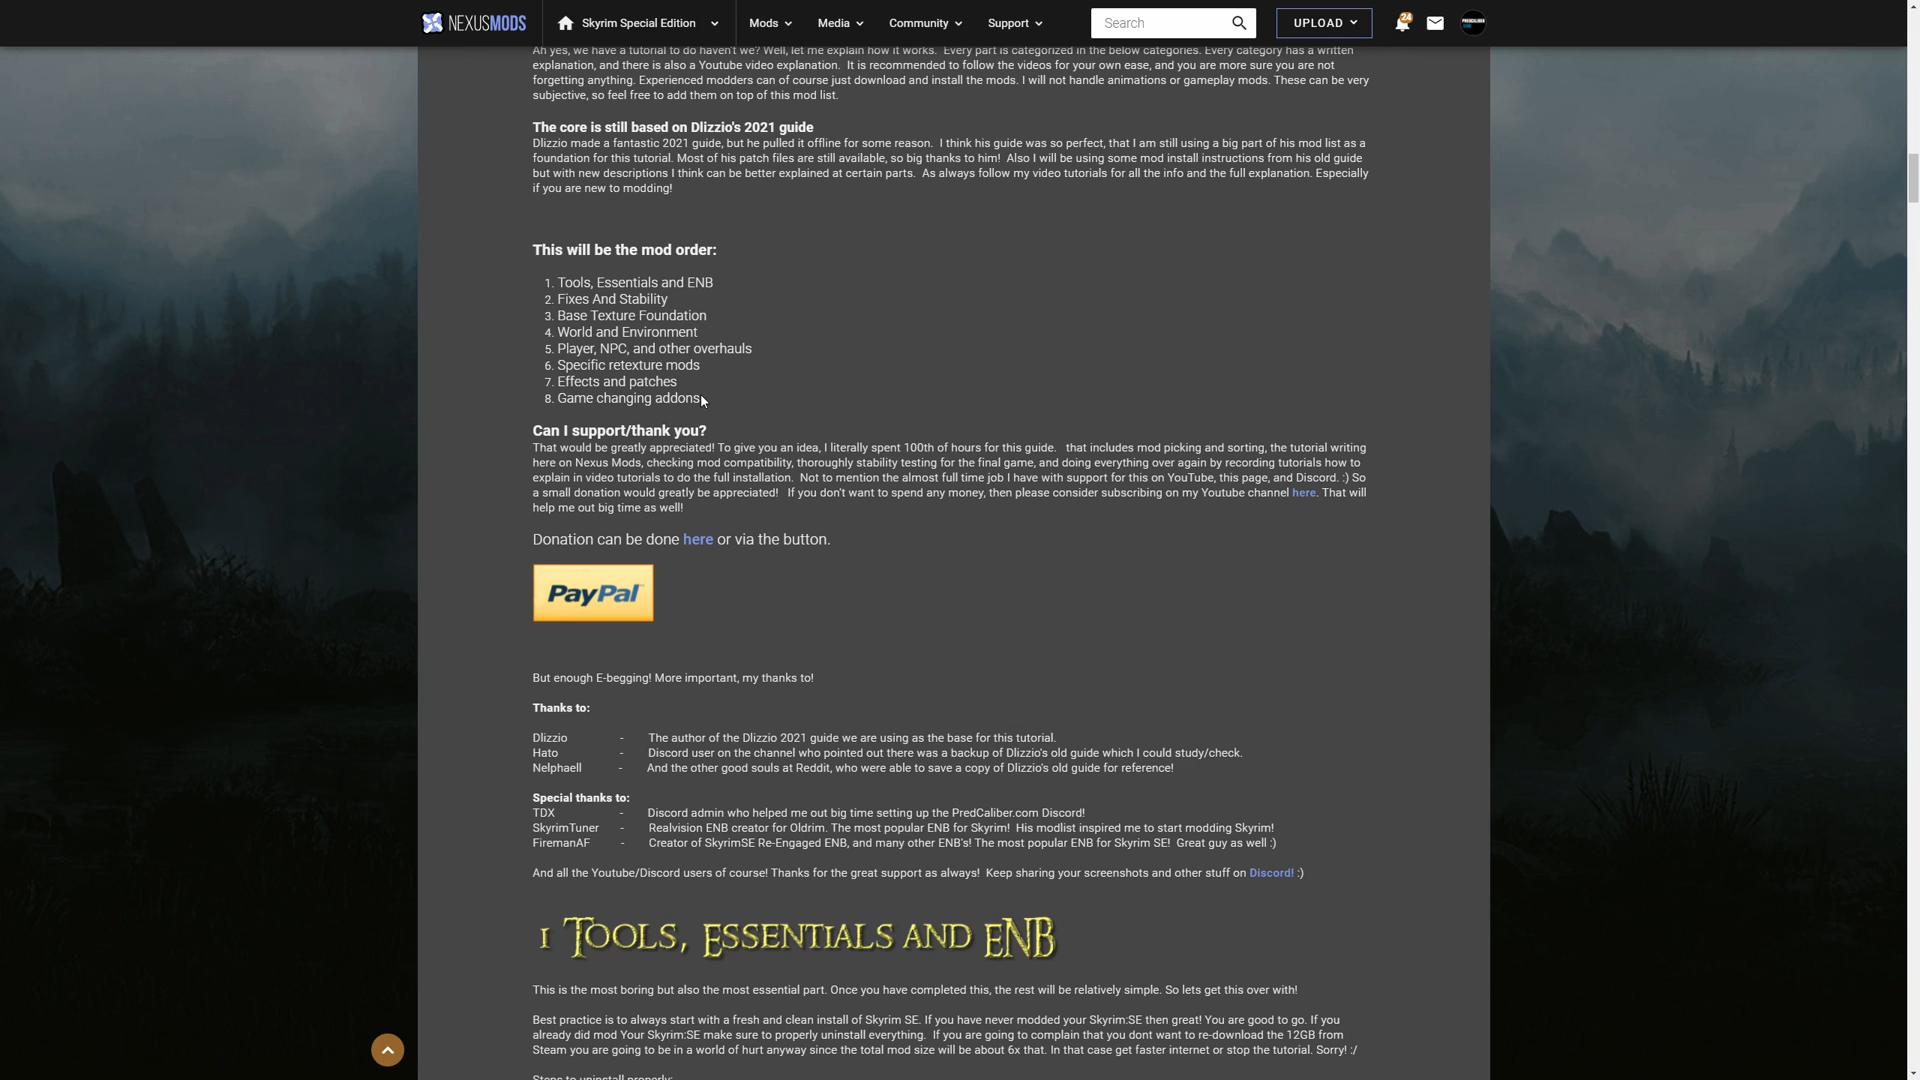 NEXUSMODS Skyrim Special Edition Mods Media Community Support Search UPLOAD 24
Ah yes, we have a tutorial to do haven't we? Well, let me explain how it works. Every part is categorized in the below categories. Every category has a written
explanation, and there is also a Youtube video explanation. It is recommended to follow the videos for your own ease, and you are more sure you are not
forgetting anything. Experienced modders can of course just download and install the mods. I will not handle animations or gameplay mods. These can be very
subjective, so feel free to add them on top of this mod list.
The core is still based on Dlizzio's 2021 guide
Dlizzio made a fantastic 2021 guide, but he pulled it offline for some reason. I think his guide was so perfect, that I am still using a big part of his mod list as a
foundation for this tutorial. Most of his patch files are still available, so big thanks to him! Also I will be using some mod install instructions from his old guide
but with new descriptions I think can be better explained at certain parts. As always follow my video tutorials for all the info and the full explanation. Especially
if you are new to modding!
This will be the mod order:
1. Tools, Essentials and ENB
2. Fixes And Stability
3. Base Texture Foundation
4. World and Environment
5. Player, NPC, and other overhauls
6. Specific retexture mods
7. Effects and patches
8. Game changing addons
Can I support/thank you?
That would be greatly appreciated! To give you an idea, I literally spent 100th of hours for this guide. that includes mod picking and sorting, the tutorial writing
here on Nexus Mods, checking mod compatibility, thoroughly stability testing for the final game, and doing everything over again by recording tutorials how to
explain in video tutorials to do the full installation. Not to mention the almost full time job I have with support for this on YouTube, this page, and Discord. :) So
a small donation would greatly be appreciated! If you don't want to spend any money, then please consider subscribing on my Youtube channel here. That will
help me out big time as well!
Donation can be done here or via the button.
PayPal
But enough E-begging! More important, my thanks to!
Thanks to:
Dlizzio - The author of the Dlizzio 2021 guide we are using as the base for this tutorial.
Hato - Discord user on the channel who pointed out there was a backup of Dlizzio's old guide which I could study/check.
Nelphaell - And the other good souls at Reddit, who were able to save a copy of Dlizzio's old guide for reference!
Special thanks to:
TDX - Discord admin who helped me out big time setting up the PredCaliber.com Discord!
SkyrimTuner - Realvision ENB creator for Oldrim. The most popular ENB for Skyrim! His modlist inspired me to start modding Skyrim!
FiremanAF - Creator of SkyrimSE Re-Engaged ENB, and many other ENB's! The most popular ENB for Skyrim SE! Great guy as well :)
And all the Youtube/Discord users of course! Thanks for the great support as always! Keep sharing your screenshots and other stuff on Discord! :)
1 Tools, Essentials and ENB
This is the most boring but also the most essential part. Once you have completed this, the rest will be relatively simple. So lets get this over with!
Best practice is to always start with a fresh and clean install of Skyrim SE. If you have never modded your Skyrim:SE then great! You are good to go. If you
already did mod Your Skyrim:SE make sure to properly uninstall everything. If you are going to complain that you dont want to re-download the 12GB from
Steam you are going to be in a world of hurt anyway since the total mod size will be about 6x that. In that case get faster internet or stop the tutorial. Sorry! :/
Steps to uninstall properly: